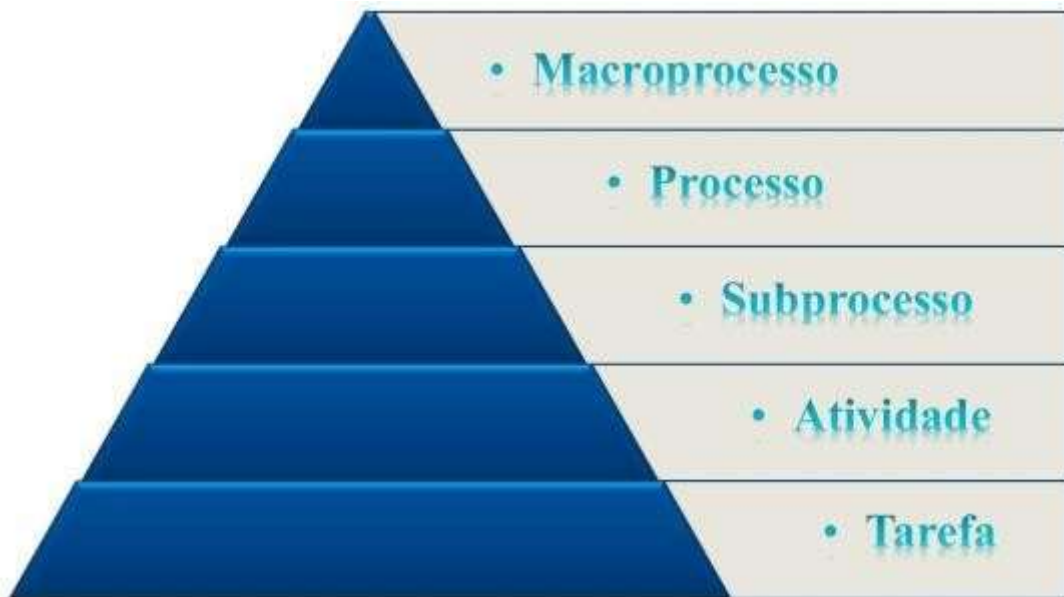 • Macroprocesso
• Processo
• Subprocesso
• Atividade
• Tarefa